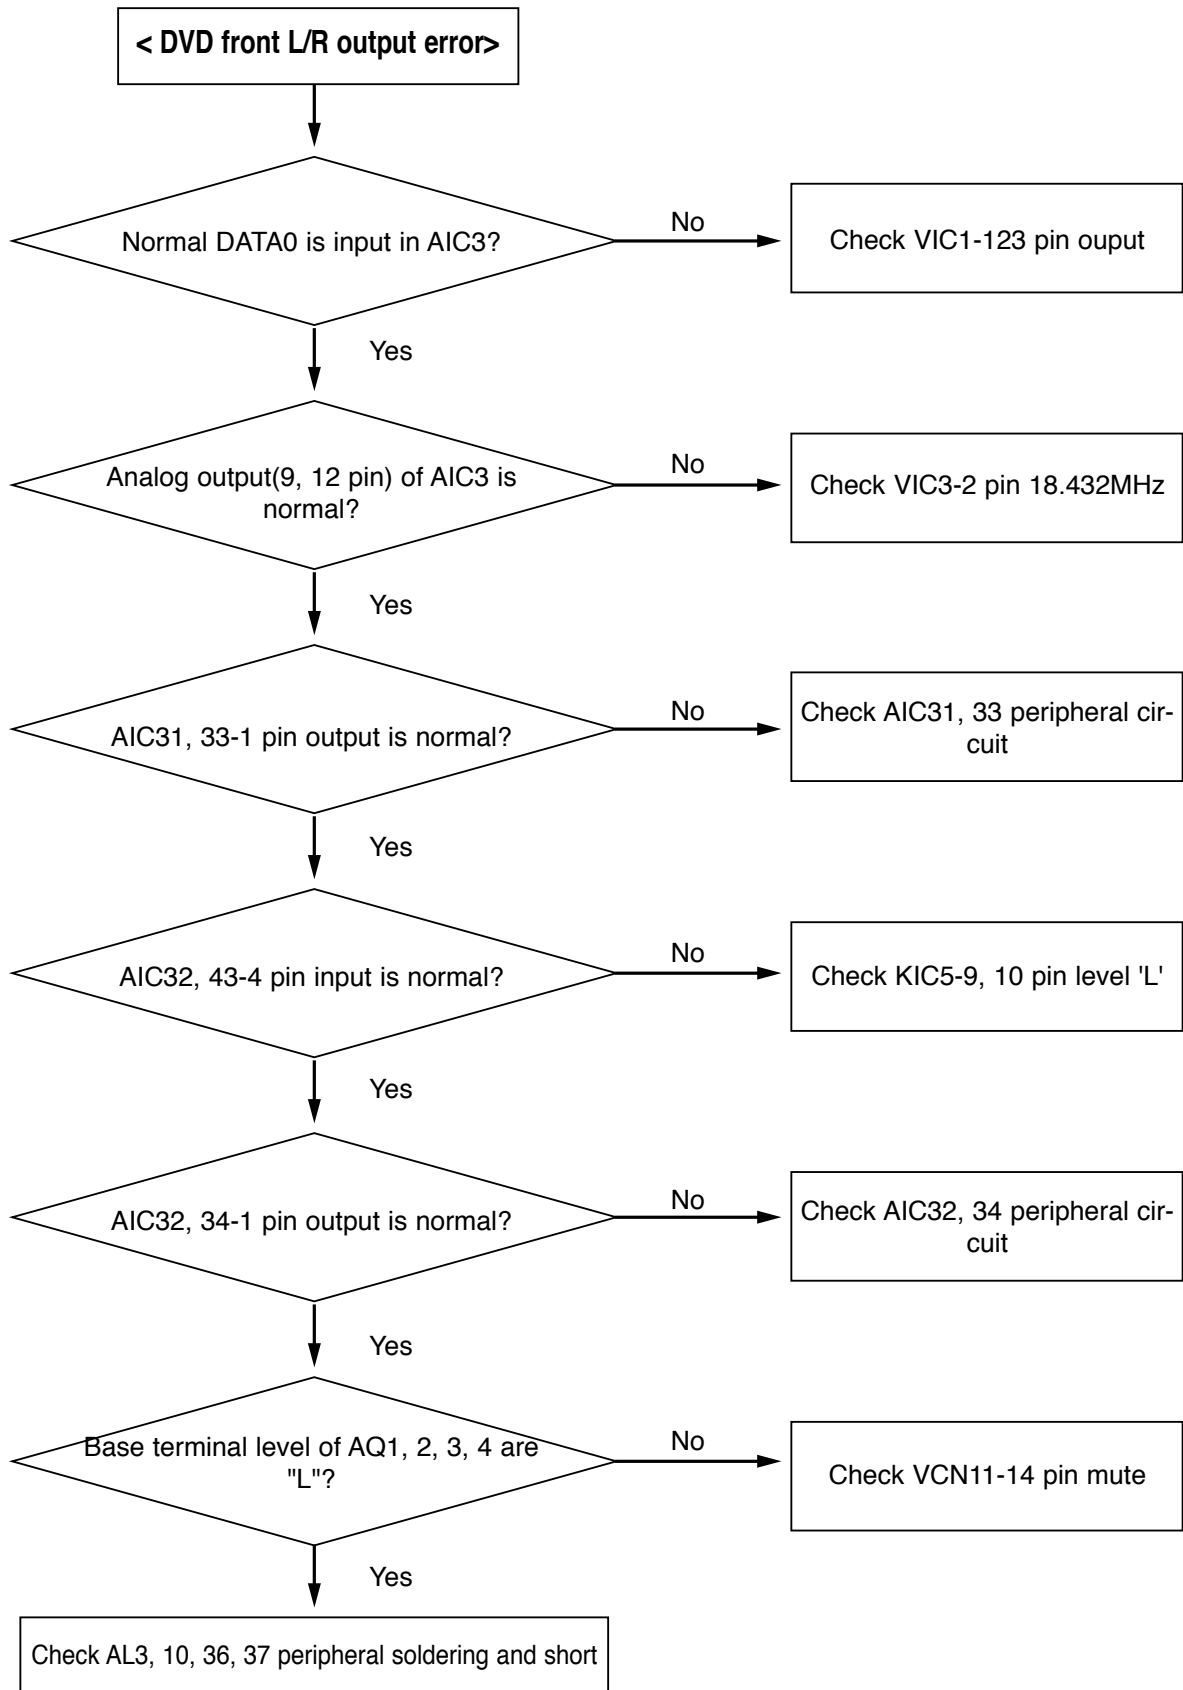 < DVD front L/R output error>
Normal DATA0 is input in AIC3?
No
Check VIC1-123 pin ouput
Yes
Analog output(9, 12 pin) of AIC3 is
normal?
No
Check VIC3-2 pin 18.432MHz
Yes
AIC31, 33-1 pin output is normal?
No
Check AIC31, 33 peripheral cir-
cuit
Yes
AIC32, 43-4 pin input is normal?
No
Check KIC5-9, 10 pin level 'L'
Yes
AIC32, 34-1 pin output is normal?
No
Check AIC32, 34 peripheral cir-
cuit
Yes
Base terminal level of AQ1, 2, 3, 4 are
"L"?
No
Check VCN11-14 pin mute
Yes
Check AL3, 10, 36, 37 peripheral soldering and short